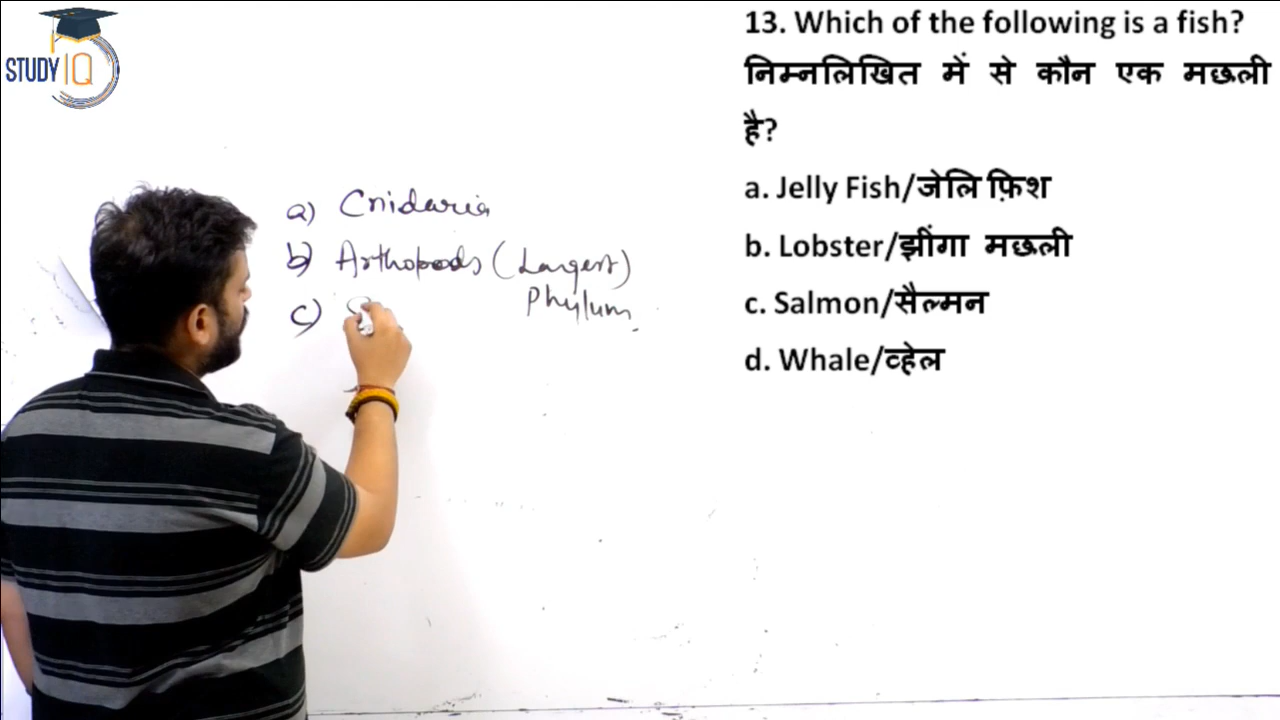 STUDY IQ
13. Which of the following is a fish?
निम्नलिखित में से कौन एक मछली
है?
a. Jelly Fish/जेलि फ़िश
b. Lobster/झींगा मछली
c. Salmon/सैल्मन
d. Whale/व्हेल
a) Cnidaria
b) Arthopods (Largest)
Phylum
c)